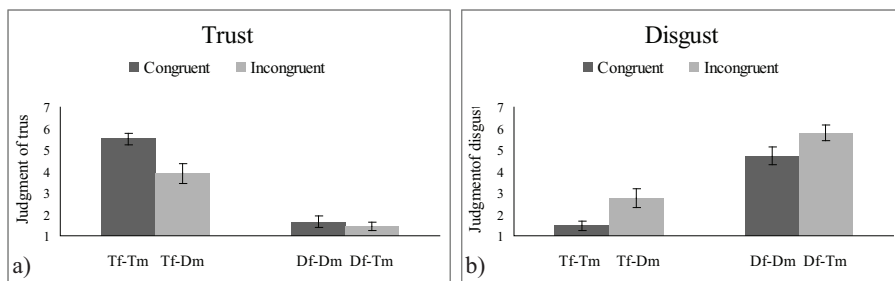 Trust
Congruent Incongruent
7
6
5
4
3
2
1
Judgment of trus
Tf-Tm Tf-Dm Df-Dm Df-Tm
a)
Disgust
Congruent Incongruent
7
6
5
4
3
2
1
Judgmentof disgus
Tf-Tm Tf-Dm Df-Dm Df-Tm
b)